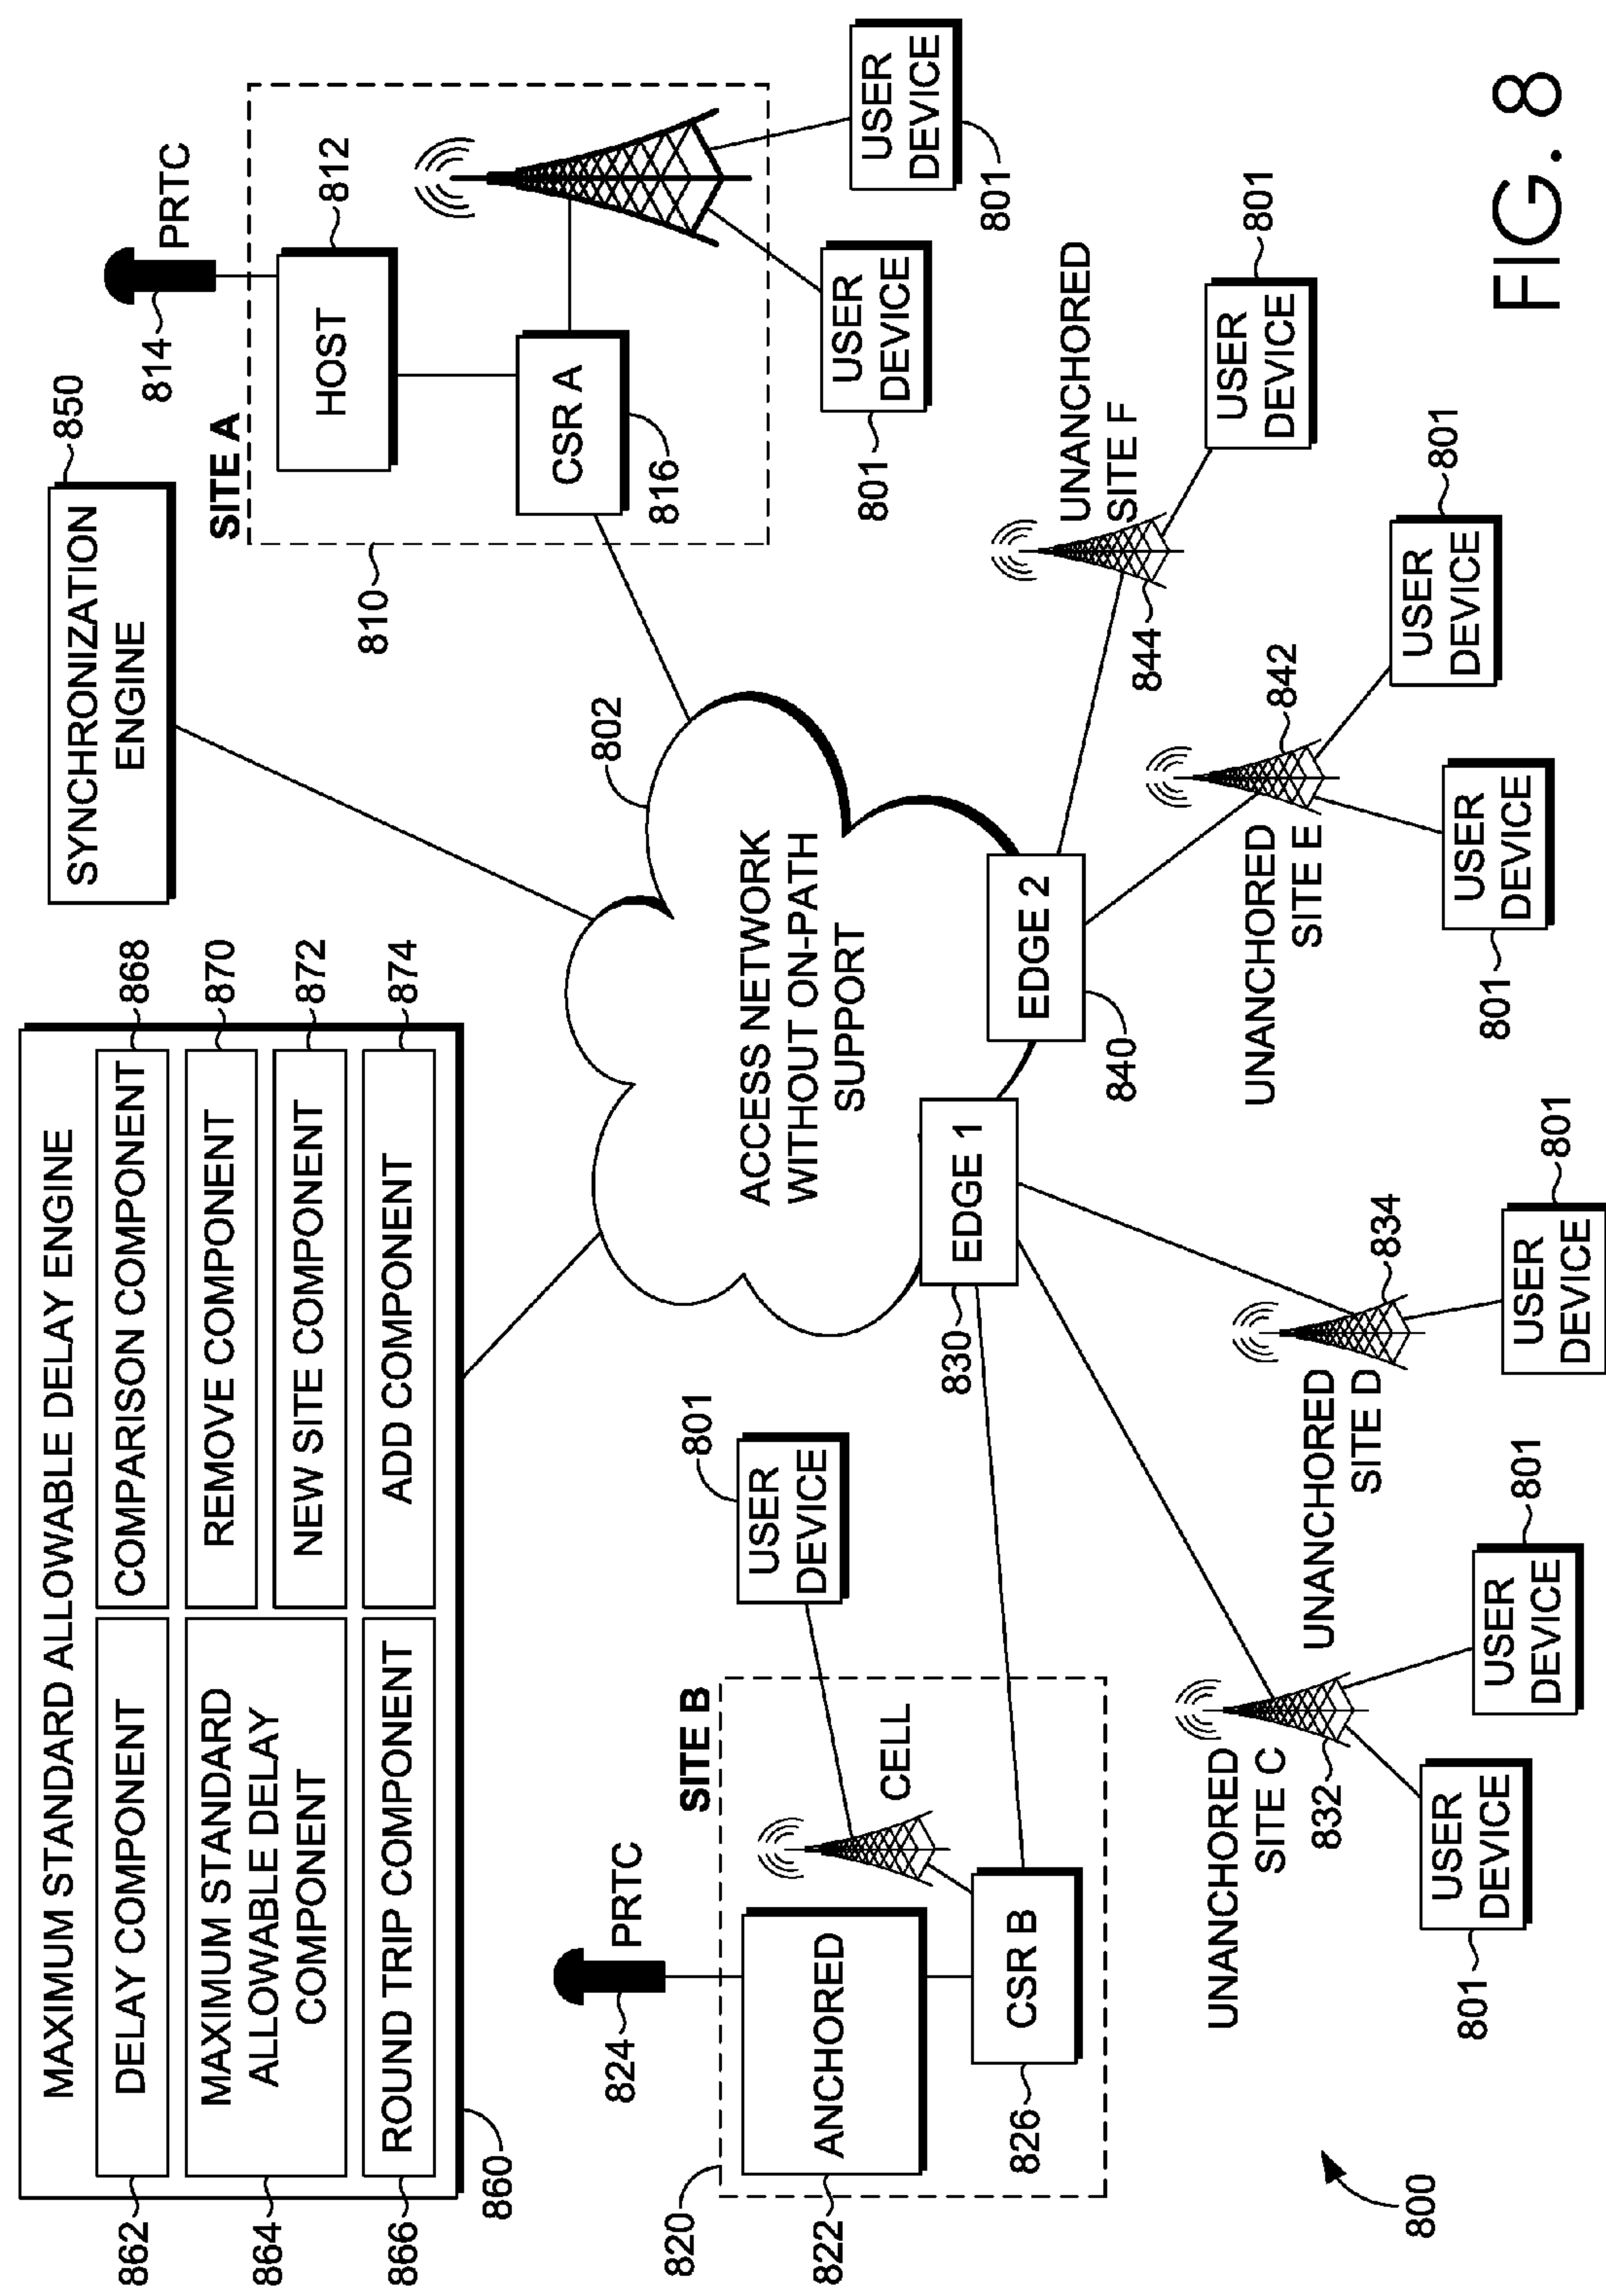 MAXIMUM STANDARD ALLOWABLE DELAY ENGINE
862
DELAY COMPONENT
COMPARISON COMPONENT
868
864
MAXIMUM STANDARD
ALLOWABLE DELAY
COMPONENT
REMOVE COMPONENT
870
NEW SITE COMPONENT
872
866
ROUND TRIP COMPONENT
ADD COMPONENT
874
860
SYNCHRONIZATION
ENGINE
850
814
PRTC
SITE A
HOST
812
810
CSR A
816
USER
DEVICE
801
USER
DEVICE
801
802
ACCESS NETWORK
WITHOUT ON-PATH
SUPPORT
824
PRTC
SITE B
820
ANCHORED
822
CELL
CSR B
826
USER
DEVICE
801
EDGE 1
830
EDGE 2
840
UNANCHORED
SITE C
832
USER
DEVICE
801
USER
DEVICE
801
UNANCHORED
SITE D
834
USER
DEVICE
801
UNANCHORED
SITE E
842
USER
DEVICE
801
USER
DEVICE
801
UNANCHORED
SITE F
844
USER
DEVICE
801
800
FIG. 8